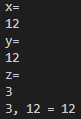 x=
12
y=
12
z=
3
3, 12 = 12